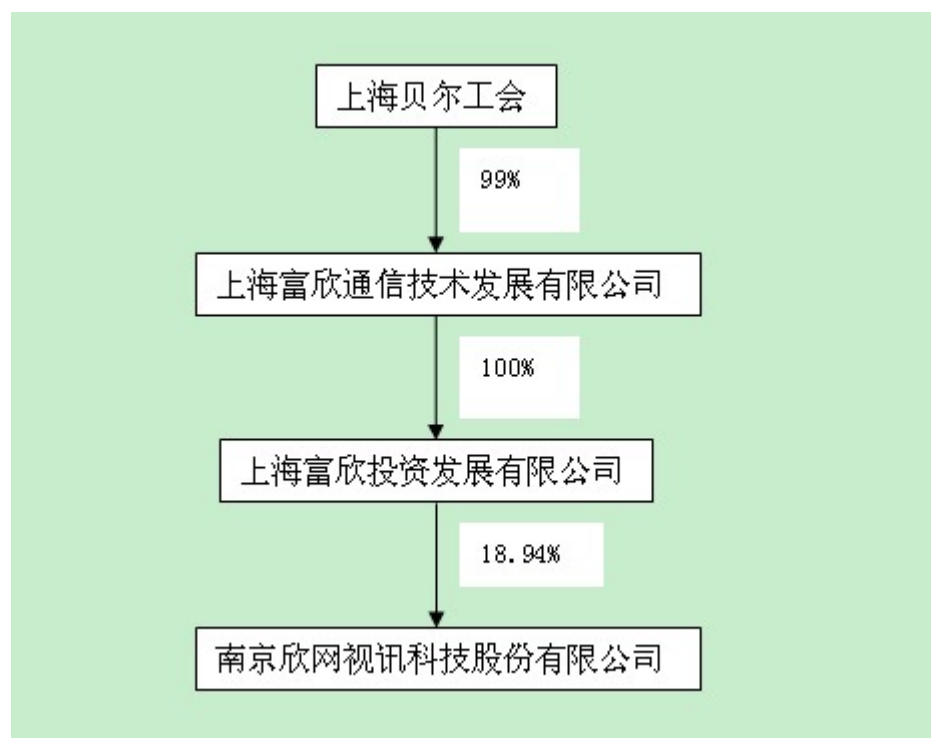 上海贝尔工会
99%
上海富欣通信技术发展有限公司
100%
上海富欣投资发展有限公司
18.94%
南京欣网视讯科技股份有限公司